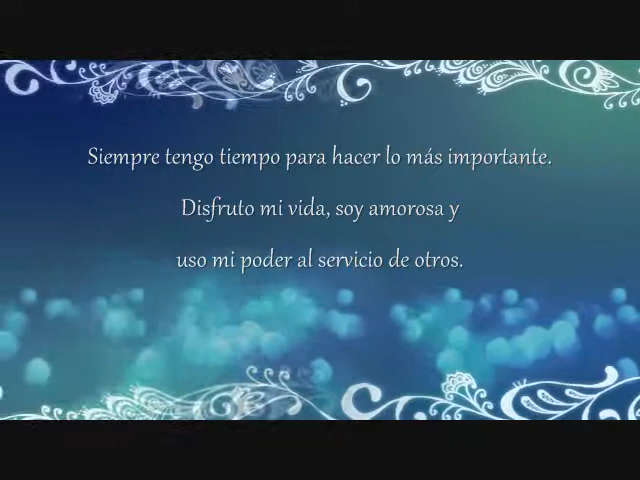 Siempre tengo tiempo para hacer lo más importante.
Disfruto mi vida, soy amorosa y
uso mi poder al servicio de otros.